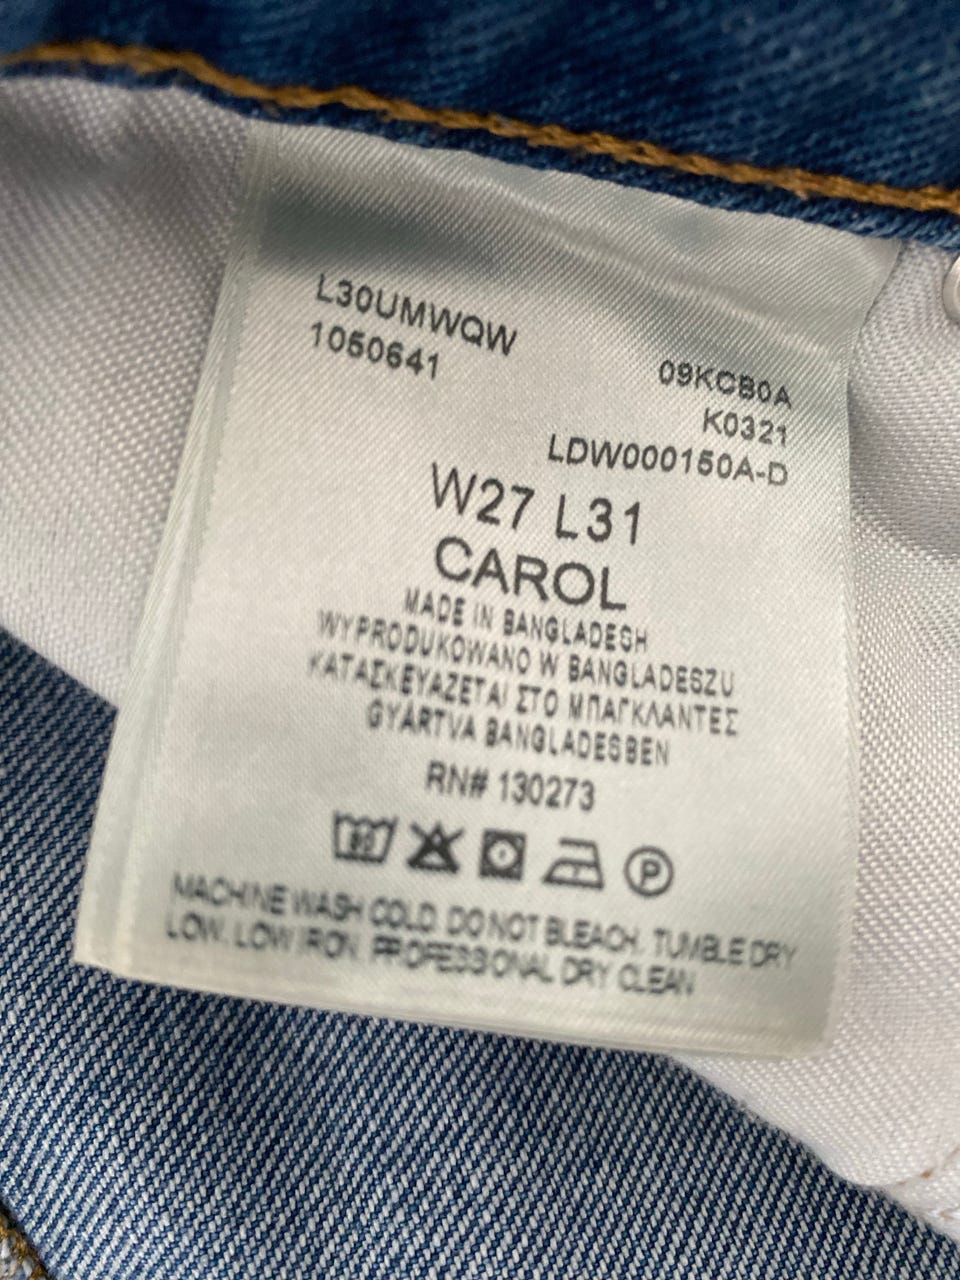 L30UMWQW
1050641
09KCB0A
K0321
LDW000150A-D
W27 L31
CAROL
MADE IN BANGLADESH
WYPRODUKOWANO W BANGLADESZU
ΚΑΤΑΣΚΕΥΑΖΕΤΑΙ ΣΤΟ ΜΠΑΓΚΛΑΝΤΕΣ
GYÁRTVA BANGLADESBEN
RN# 130273
P
MACHINE WASH COLD. DO NOT BLEACH. TUMBLE DRY
LOW. LOW IRON. PROFESSIONAL DRY CLEAN